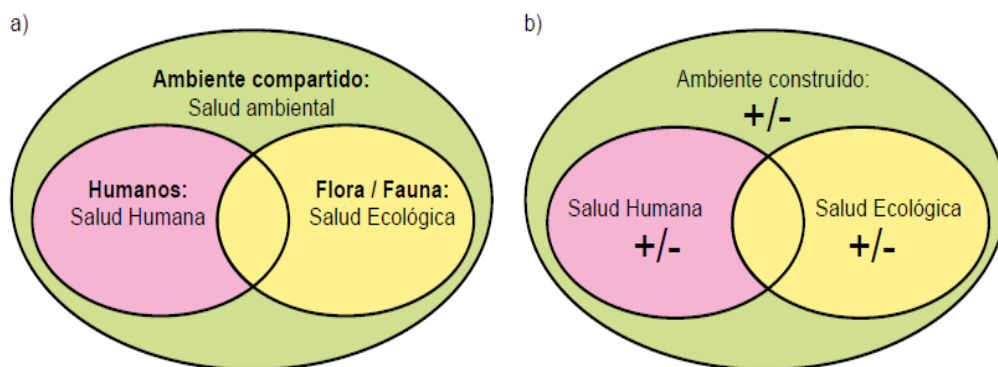 a)
Ambiente compartido:
Salud ambiental
Humanos:
Salud Humana
Flora / Fauna:
Salud Ecológica
b)
Ambiente construído:
+/-
Salud Humana
+/-
Salud Ecológica
+/-